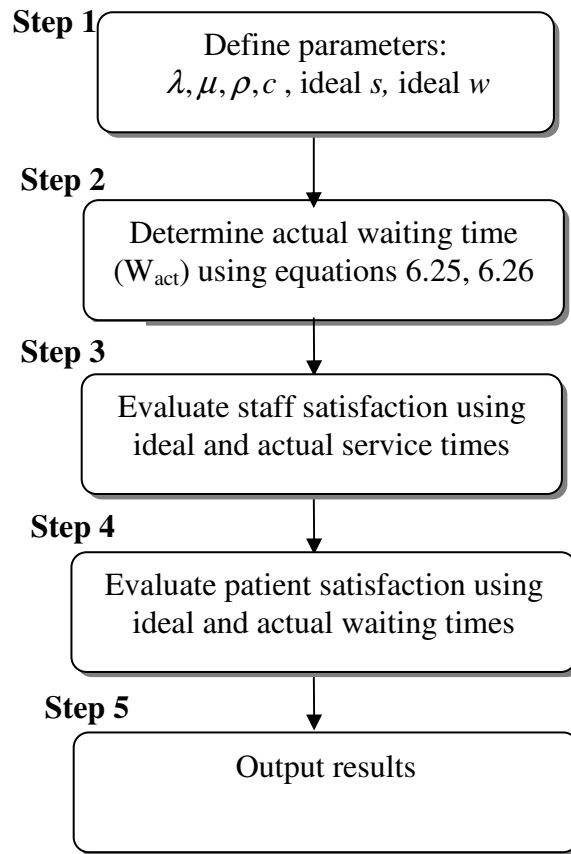 Step 1
Define parameters:
λ, μ, ρ, c , ideal s, ideal w
Step 2
Determine actual waiting time
(Wact) using equations 6.25, 6.26
Step 3
Evaluate staff satisfaction using
ideal and actual service times
Step 4
Evaluate patient satisfaction using
ideal and actual waiting times
Step 5
Output results